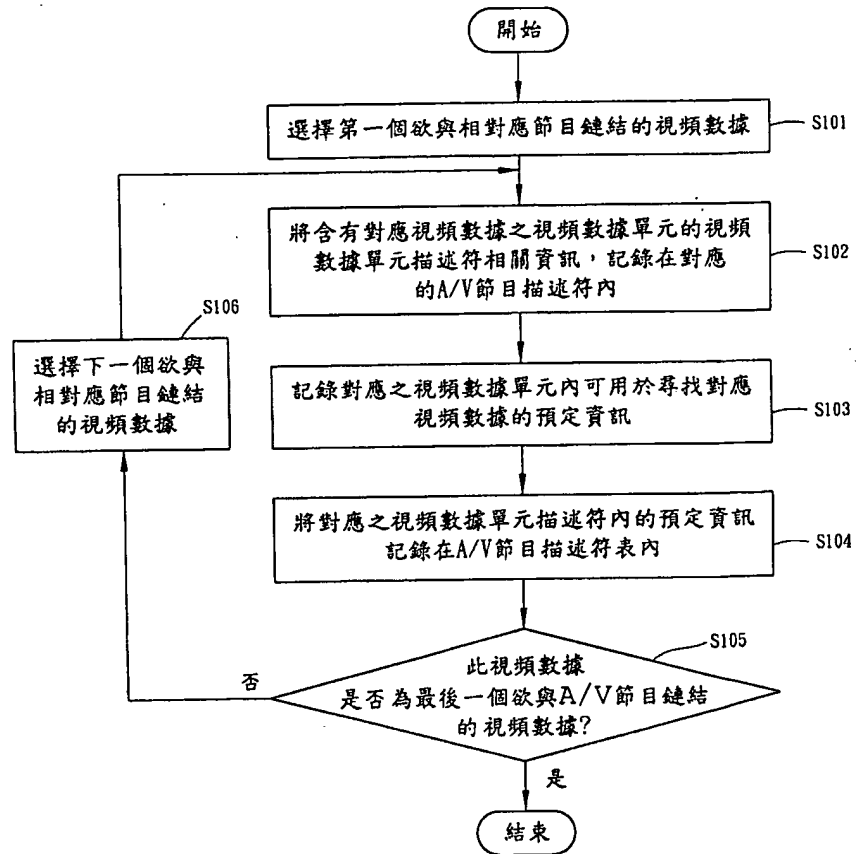 開始
選擇第一個欲與相對應節目鏈結的視頻數據
S101
將含有對應視頻數據之視頻數據單元的視頻
數據單元描述符相關資訊，記錄在對應
的A/V節目描述符內
S102
S106
選擇下一個欲與
相對應節目鏈結
的視頻數據
記錄對應之視頻數據單元內可用於尋找對應
視頻數據的預定資訊
S103
將對應之視頻數據單元描述符內的預定資訊
記錄在A/V節目描述符表內
S104
S105
此視頻數據
是否為最後一個欲與A/V節目鏈結
的視頻數據?
否
是
結束